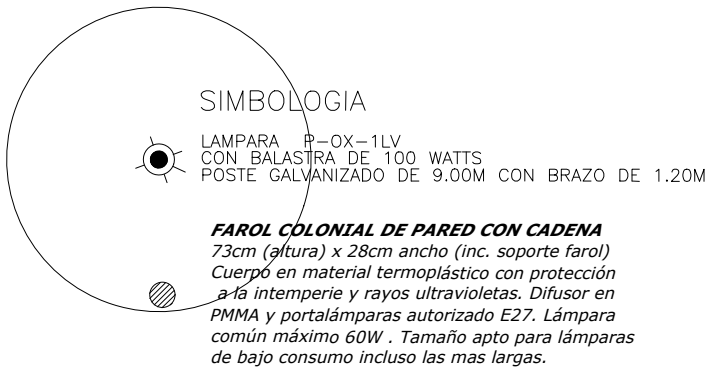 SIMBOLOGIA
LAMPARA P-OX-1LV
CON BALASTRA DE 100 WATTS
POSTE GALVANIZADO DE 9.00M CON BRAZO DE 1.20M
FAROL COLONIAL DE PARED CON CADENA
73cm (altura) x 28cm ancho (inc. soporte farol)
Cuerpo en material termoplástico con protección
a la intemperie y rayos ultravioletas. Difusor en
PMMA y portalámparas autorizado E27. Lámpara
común máximo 60W . Tamaño apto para lámparas
de bajo consumo incluso las mas largas.